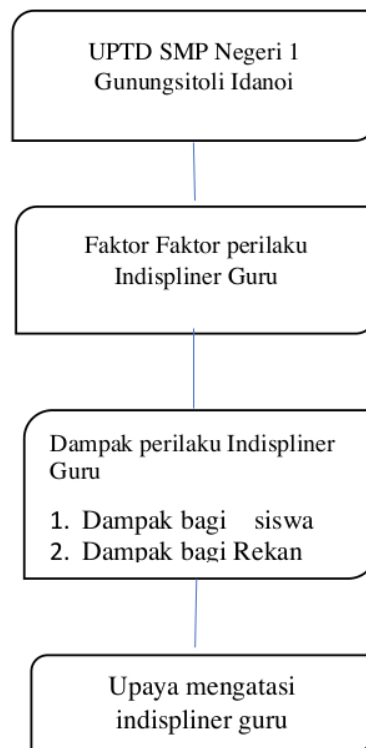 UPTD SMP Negeri 1
Gunungsitoli Idanoi
Faktor Faktor perilaku
Indispliner Guru
Dampak perilaku Indispliner
Guru
1. Dampak bagi siswa
2. Dampak bagi Rekan
Upaya mengatasi
indispliner guru